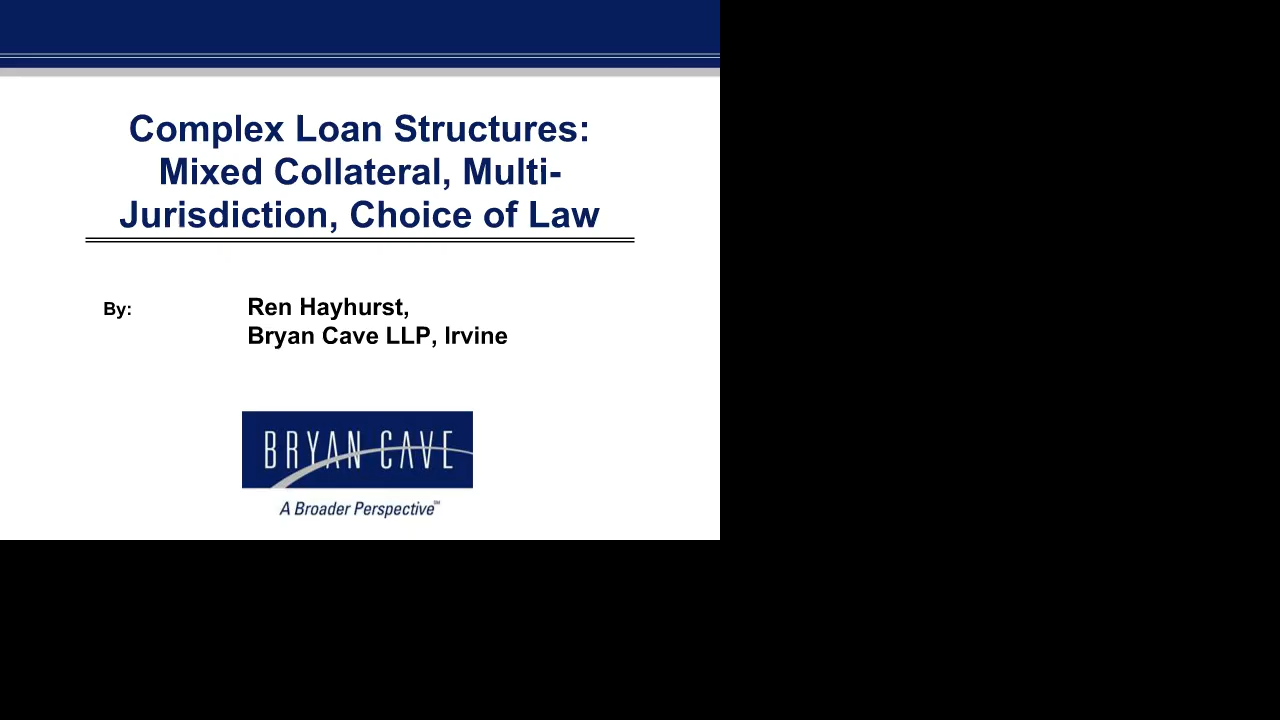 Complex Loan Structures:
Mixed Collateral, Multi-
Jurisdiction, Choice of Law
By: Ren Hayhurst,
Bryan Cave LLP, Irvine
BRYAN CAVE
A Broader Perspective℠